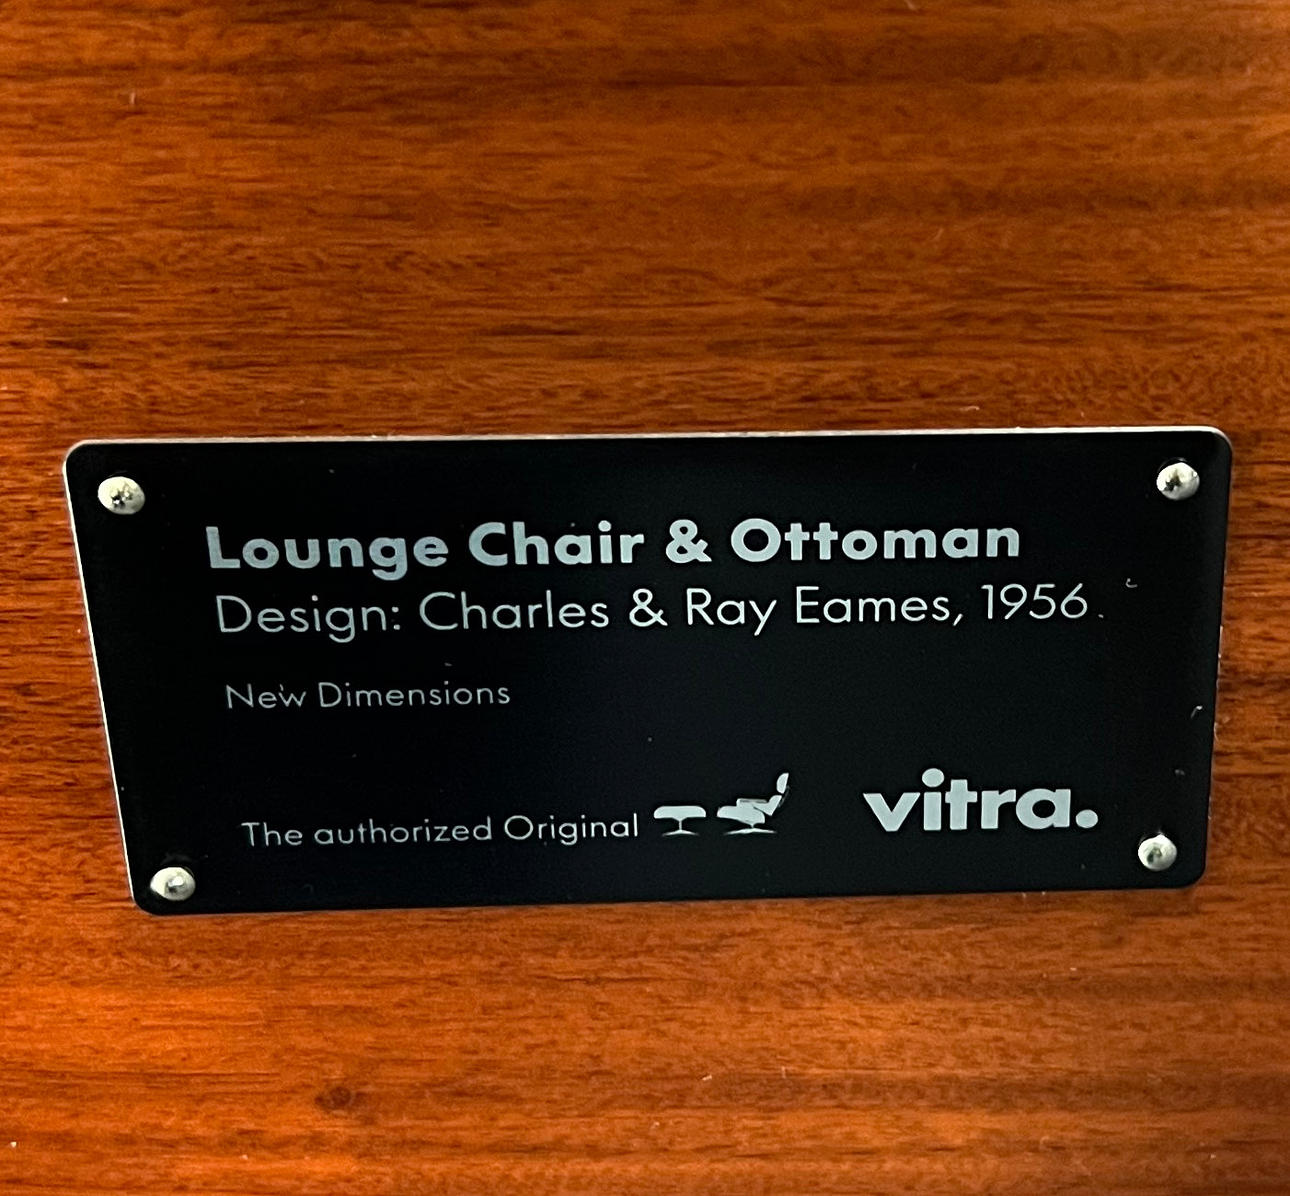 Lounge Chair & Ottoman
Design: Charles & Ray Eames, 1956
New Dimensions
The authorized Original
vitra.